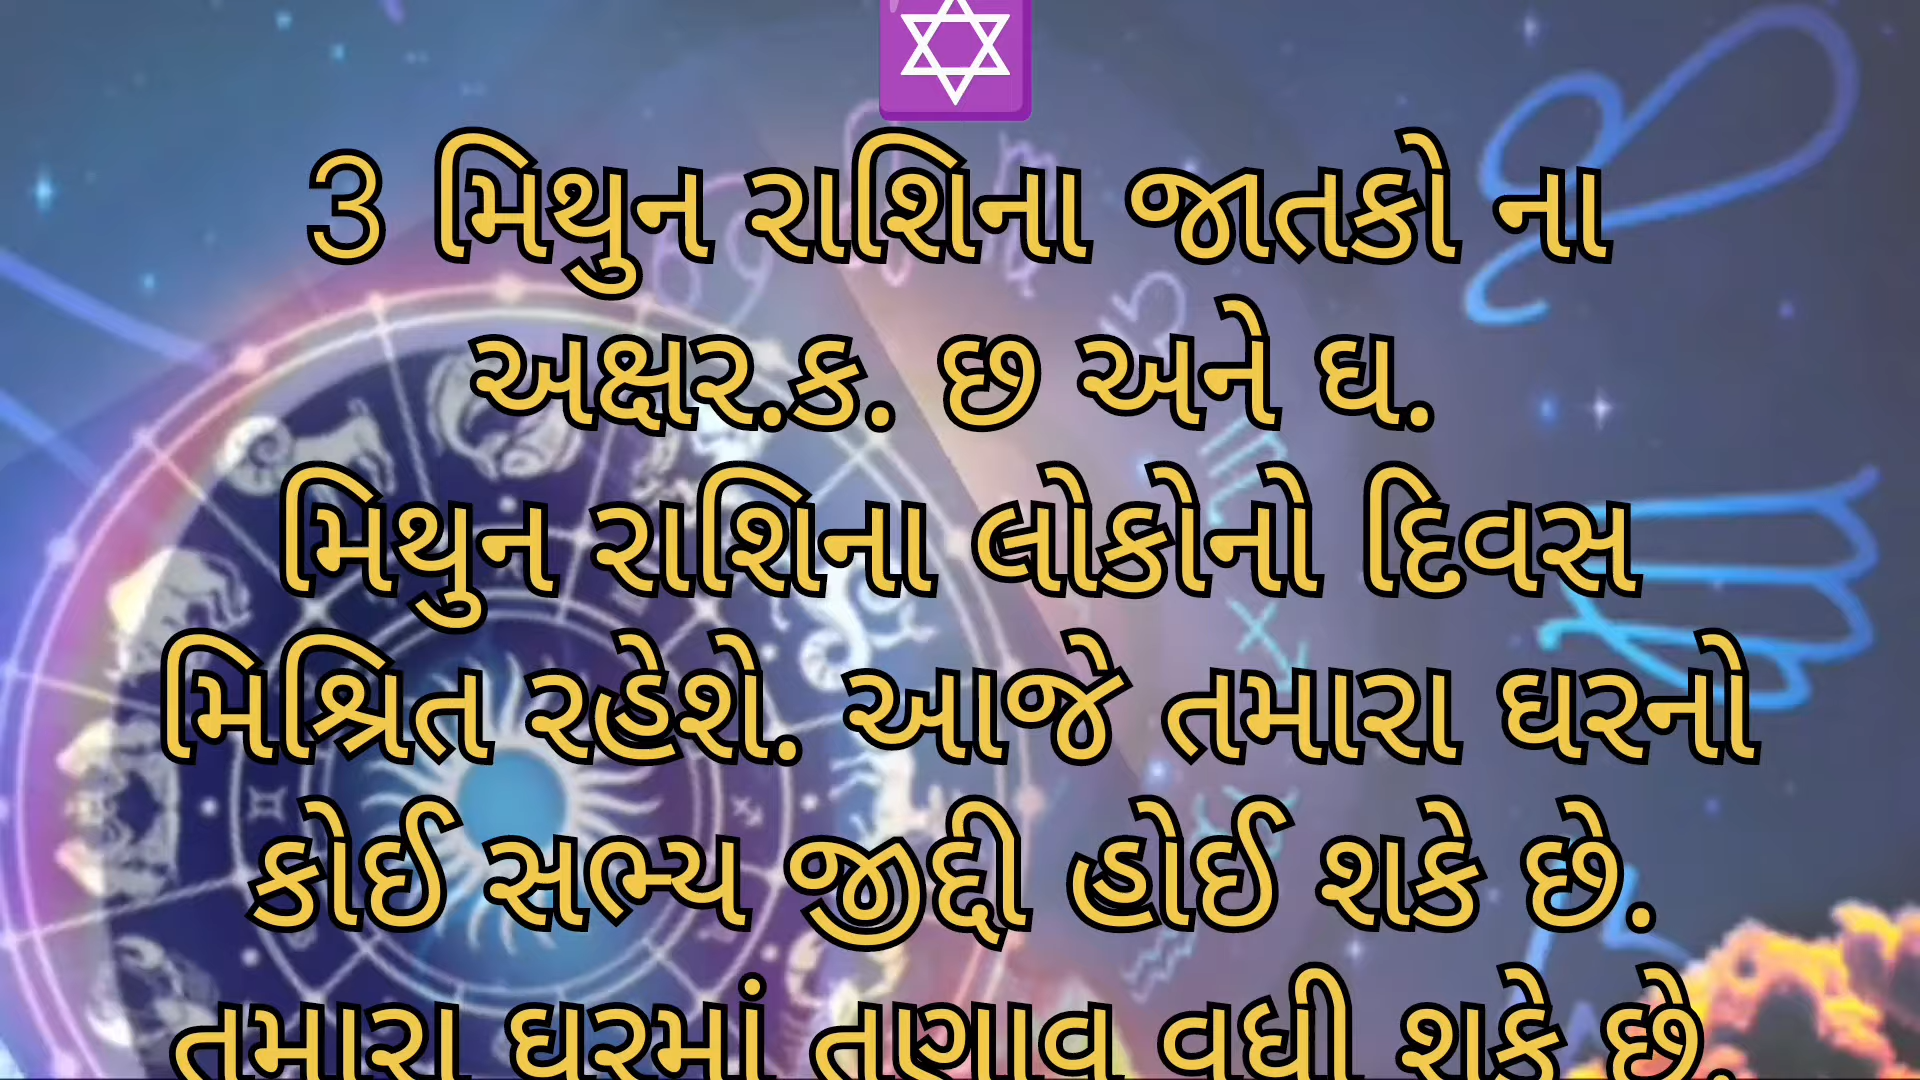 3 મિથુન રાશિના જાતકો ના
અક્ષર.ક. છ અને ઘ.
મિથુન રાશિના લોકોનો દિવસ
મિશ્રિત રહેશે. આજે તમારા ઘરનો
કોઈ સભ્ય જીદ્દી હોઈ શકે છે.
તમારા ઘરમાં તણાવ વધી શકે છે.